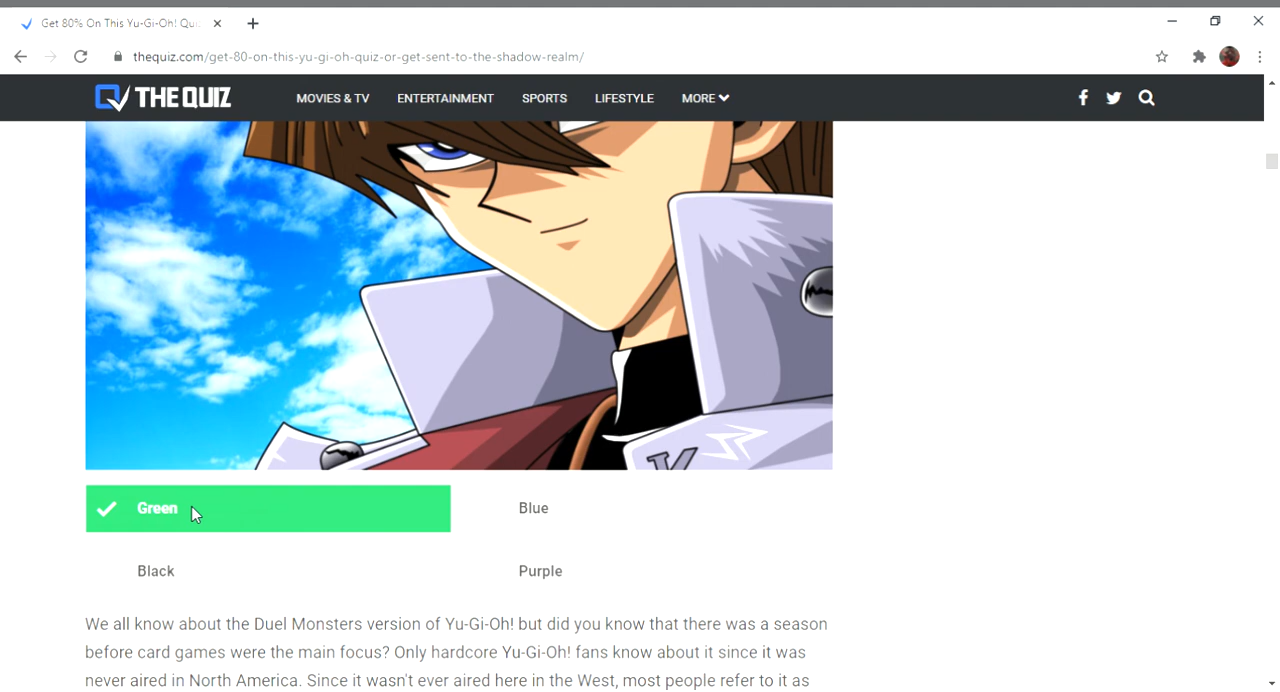 Get 80% On This Yu-Gi-Oh! Qu
thequiz.com/get-80-on-this-yu-gi-oh-quiz-or-get-sent-to-the-shadow-realm/
THE QUIZ MOVIES & TV ENTERTAINMENT SPORTS LIFESTYLE MORE
K
Green Blue
Black Purple
We all know about the Duel Monsters version of Yu-Gi-Oh! but did you know that there was a season
before card games were the main focus? Only hardcore Yu-Gi-Oh! fans know about it since it was
never aired in North America. Since it wasn't ever aired here in the West, most people refer to it as